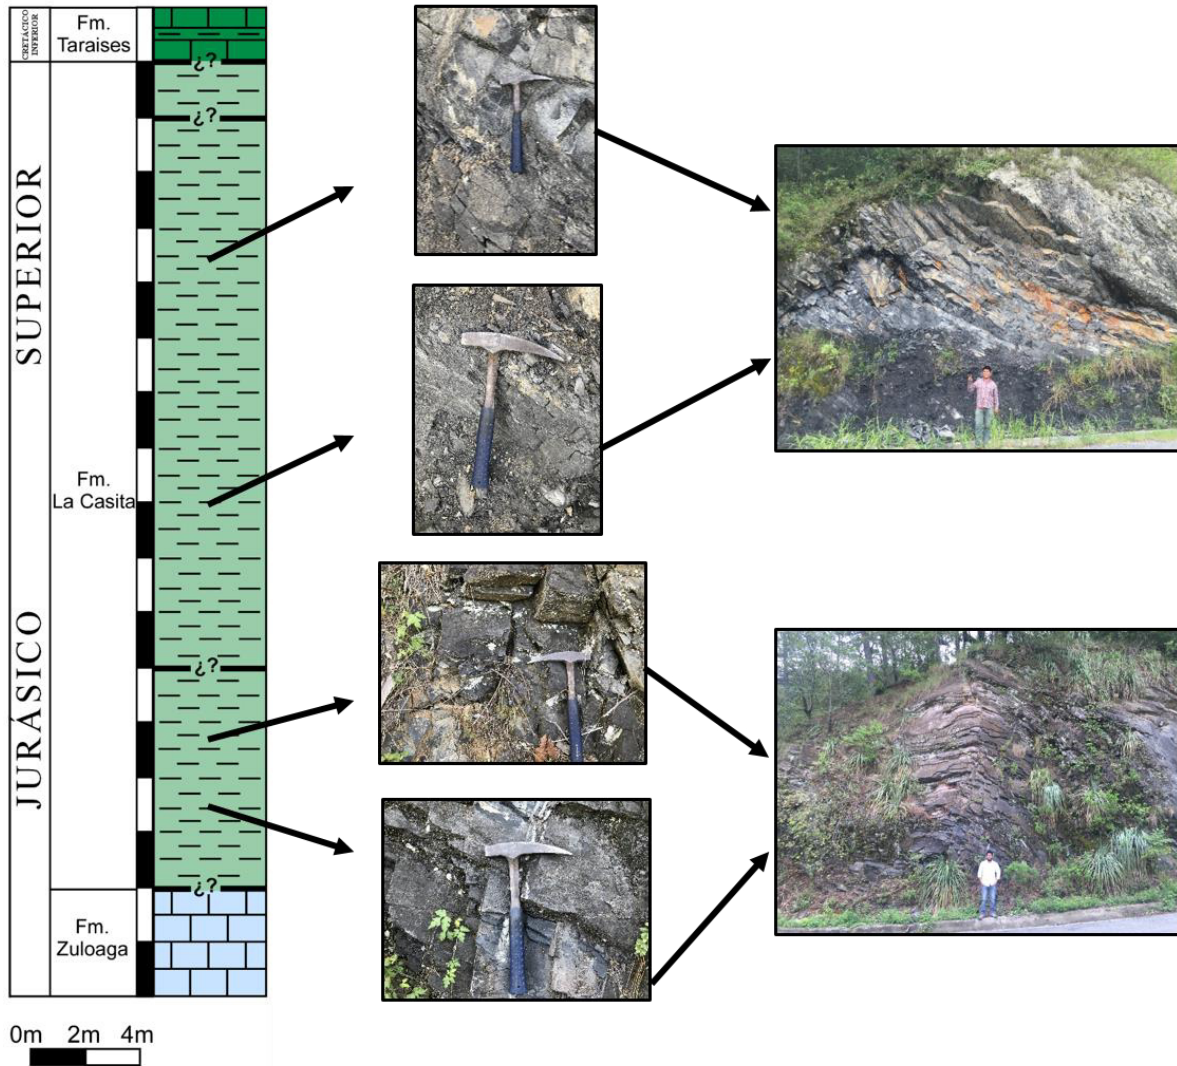 CRETÁCICO
INFERIOR
Fm.
Taraises
¿?
¿?
SUPERIOR
Fm.
La Casita
JURÁSICO
¿?
¿?
Fm.
Zuloaga
0m 2m 4m